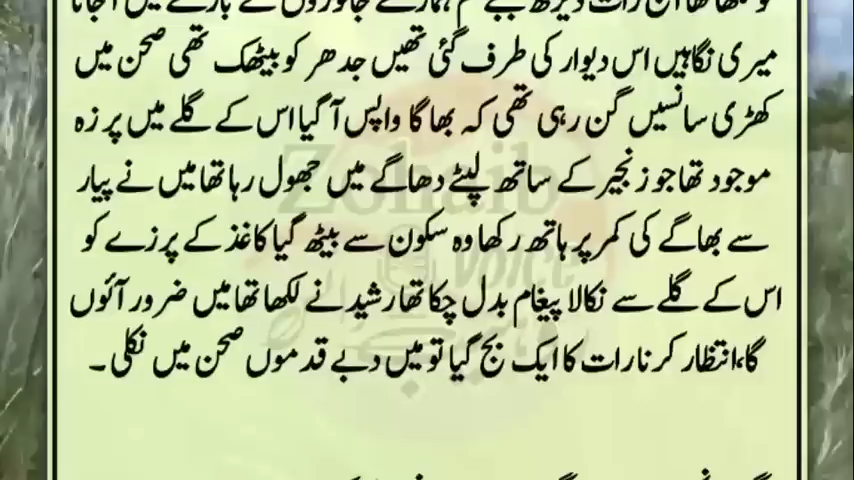 میری نگاہیں اس دیوار کی طرف گئی تھیں جدھر کو بیٹھک تھی صحن میں
کھڑی سانسیں گن رہی تھی کہ بھاگا واپس آ گیا اس کے گلے میں پرزہ
موجود تھا جو زنجیر کے ساتھ لپٹے دھاگے میں جھول رہا تھا میں نے پیار
سے بھاگے کی کمر پر ہاتھ رکھا وہ سکون سے بیٹھ گیا کاغذ کے پرزے کو
اس کے گلے سے نکالا پیغام بدل چکا تھا رشید نے لکھا تھا میں ضرور آئوں
گا،انتظار کرنا رات کا ایک بج گیا تو میں دبے قدموں صحن میں نکلی ۔
Zohaib
voice